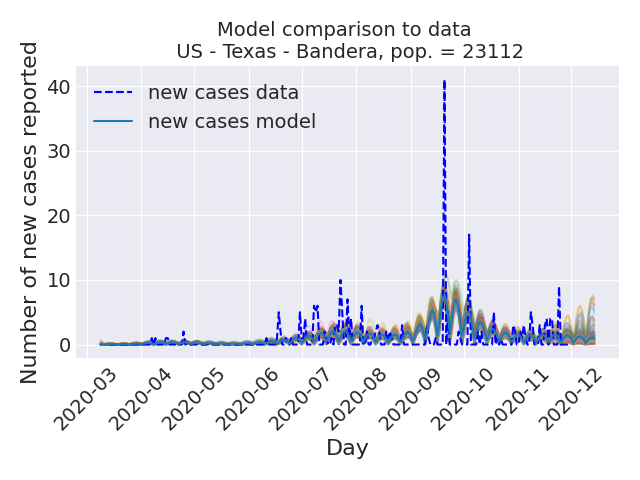 Model comparison to data
US - Texas - Bandera, pop. = 23112
Number of new cases reported
40
30
20
10
0
new cases data
new cases model
2020-03
2020-04
2020-05
2020-06
2020-07
2020-08
2020-09
2020-10
2020-11
2020-12
Day